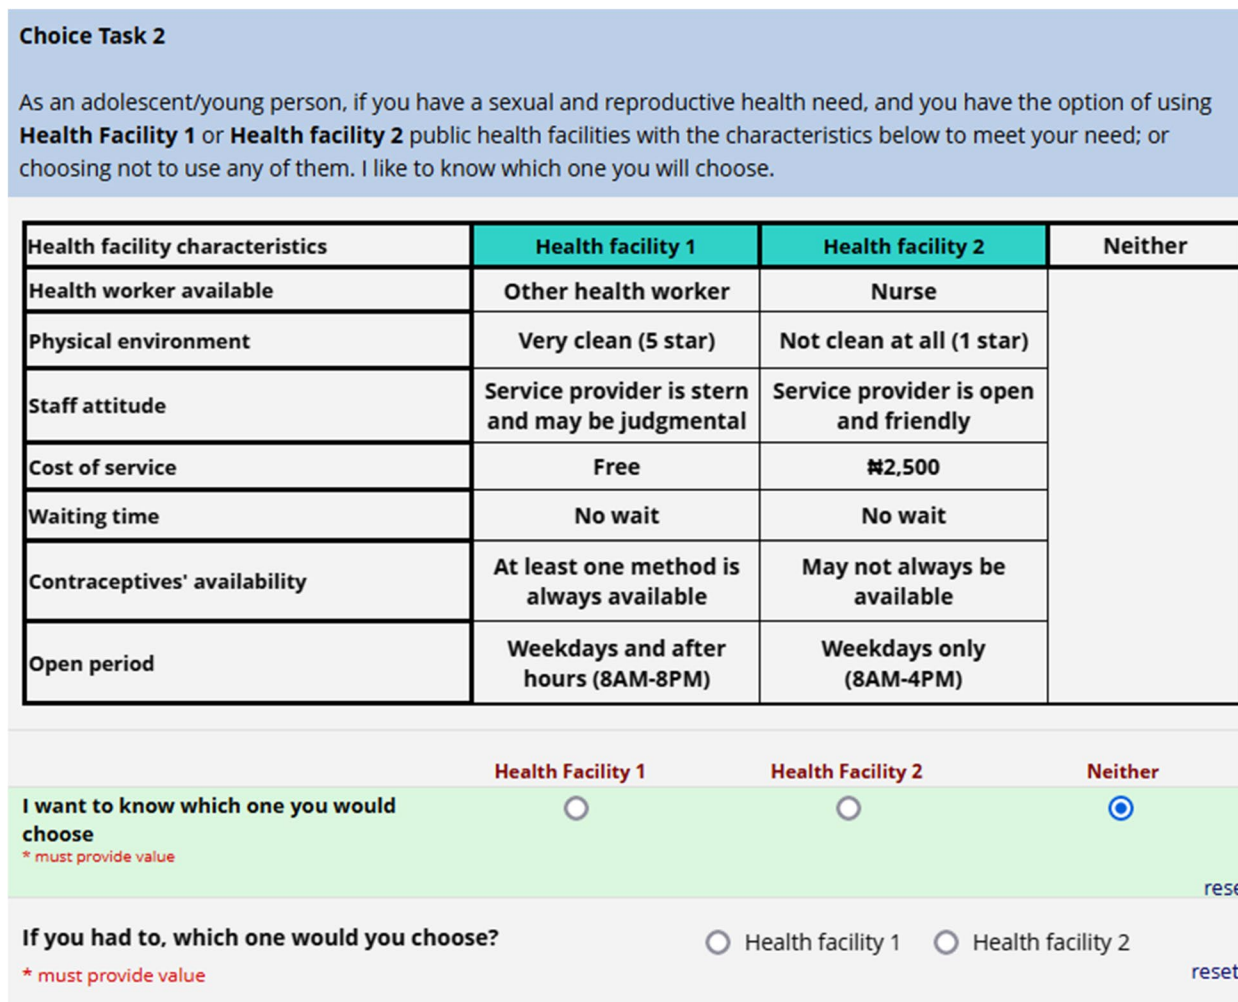 Choice Task 2
As an adolescent/young person, if you have a sexual and reproductive health need, and you have the option of using
Health Facility 1 or Health facility 2 public health facilities with the characteristics below to meet your need; or
choosing not to use any of them. I like to know which one you will choose.
Health facility characteristics Health facility 1 Health facility 2 Neither
Health worker available Other health worker Nurse
Physical environment Very clean (5 star) Not clean at all (1 star)
Staff attitude
Service provider is stern
and may be judgmental
Service provider is open
and friendly
Cost of service Free ₦2,500
Waiting time No wait No wait
Contraceptives' availability
At least one method is
always available
May not always be
available
Open period
Weekdays and after
hours (8AM-8PM)
Weekdays only
(8AM-4PM)
Health Facility 1 Health Facility 2 Neither
I want to know which one you would
choose
* must provide value
rese
If you had to, which one would you choose? Health facility 1 Health facility 2
* must provide value
reset